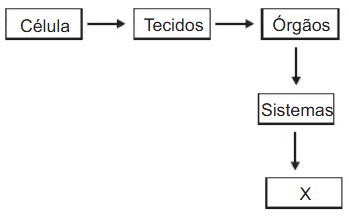 Célula
Tecidos
Órgãos
Sistemas
X